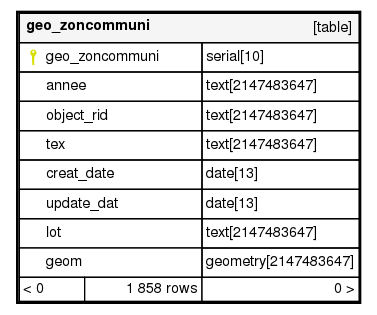 geo_zoncommuni [table]
geo_zoncommuni serial[10]
annee text[2147483647]
object_rid text[2147483647]
tex text[2147483647]
creat_date date[13]
update_dat date[13]
lot text[2147483647]
geom geometry[2147483647]
< 0 1 858 rows 0 >